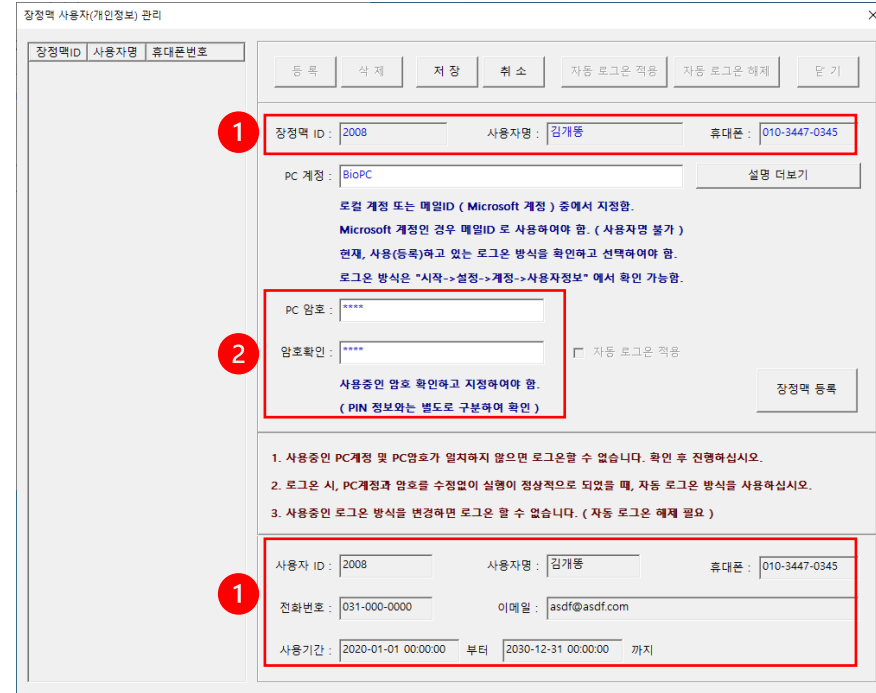 장정맥 사용자(개인정보) 관리
장정맥ID 사용자명 휴대폰번호
등 록 삭 제 저 장 취 소 자동 로그온 적용 자동 로그온 해제 닫 기
1 장정맥 ID : 2008 사용자명 : 김개똥 휴대폰 : 010-3447-0345
PC 계정 : BioPC 설명 더보기
로컬 계정 또는 메일ID ( Microsoft 계정 ) 중에서 지정함.
Microsoft 계정인 경우 메일ID 로 사용하여야 함. ( 사용자명 불가 )
현재, 사용(등록)하고 있는 로그온 방식을 확인하고 선택하여야 함.
로그온 방식은 "시작->설정->계정->사용자정보" 에서 확인 가능함.
PC 암호 : ****
2 암호확인 : **** 자동 로그온 적용
사용중인 암호 확인하고 지정하여야 함.
( PIN 정보와는 별도로 구분하여 확인 )
장정맥 등록
1. 사용중인 PC계정 및 PC암호가 일치하지 않으면 로그온할 수 없습니다. 확인 후 진행하십시오.
2. 로그온 시, PC계정과 암호를 수정없이 실행이 정상적으로 되었을 때, 자동 로그온 방식을 사용하십시오.
3. 사용중인 로그온 방식을 변경하면 로그온 할 수 없습니다. ( 자동 로그온 해제 필요 )
사용자 ID : 2008 사용자명 : 김개똥 휴대폰 : 010-3447-0345
1 전화번호 : 031-000-0000 이메일 : asdf@asdf.com
사용기간 : 2020-01-01 00:00:00 부터 2030-12-31 00:00:00 까지